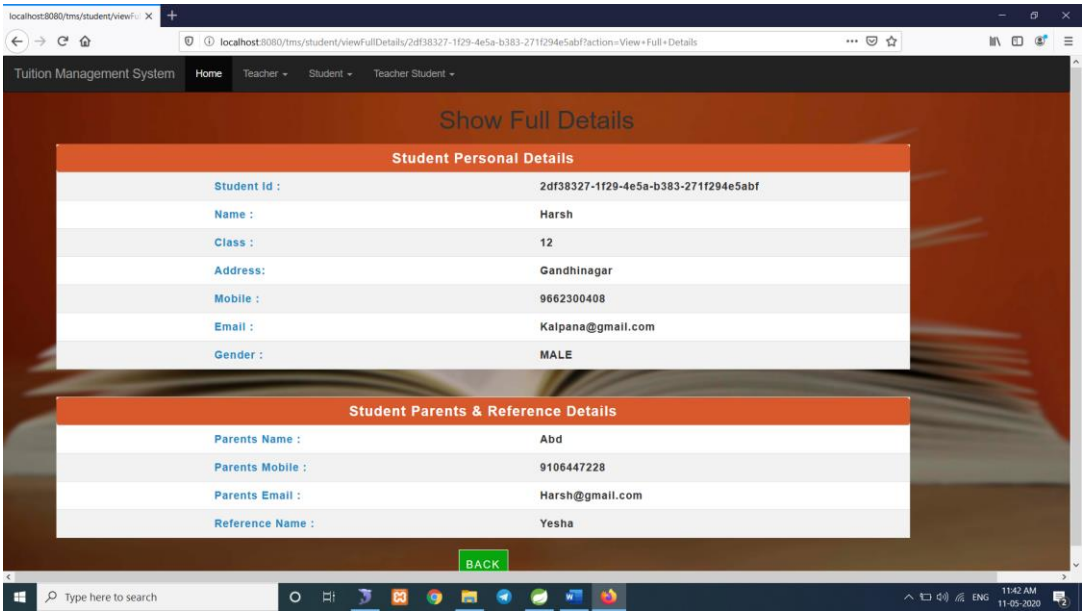 localhost:8080/tms/student/viewFu
localhost:8080/tms/student/viewFullDetails/2df38327-1f29-4e5a-b383-271f294e5abf?action=View+Full+Details
Tuition Management System Home Teacher Student Teacher Student
Show Full Details
Student Personal Details
Student Id : 2df38327-1f29-4e5a-b383-271f294e5abf
Name : Harsh
Class : 12
Address: Gandhinagar
Mobile : 9662300408
Email : Kalpana@gmail.com
Gender : MALE
Student Parents & Reference Details
Parents Name : Abd
Parents Mobile : 9106447228
Parents Email : Harsh@gmail.com
Reference Name : Yesha
BACK
Type here to search ENG 11:42 AM
11-05-2020 2